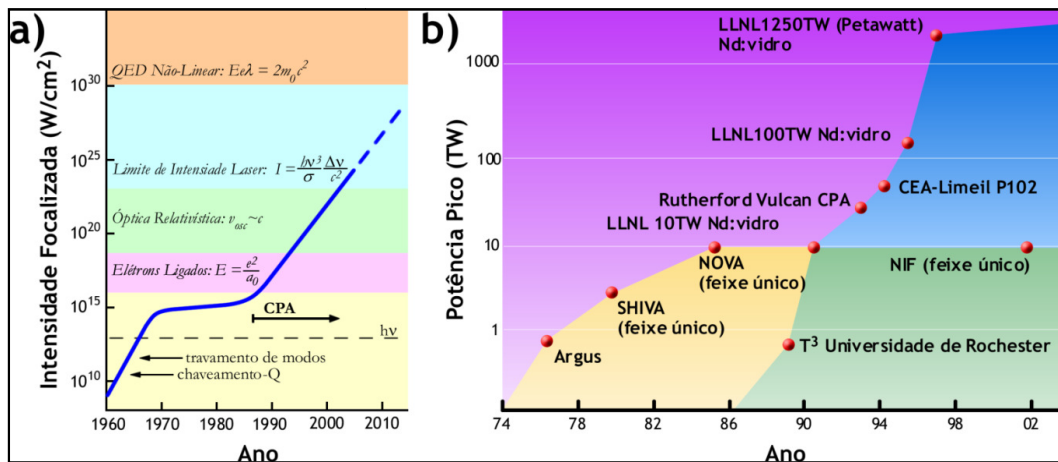 a)
Intensidade Focalizada (W/cm²)
10³⁰
10²⁵
10²⁰
10¹⁵
10¹⁰
QED Não-Linear: Eeλ = 2m₀c²
Limite de Intensiade Laser: I = hν³/σ Δν/c²
Óptica Relativística: v_osc ~c
Elétrons Ligados: E = e²/a₀
CPA
hν
travamento de modos
chaveamento-Q
1960 1970 1980 1990 2000 2010
Ano
b)
Potência Pico (TW)
1000
100
10
1
LLNL1250TW (Petawatt)
Nd:vidro
LLNL100TW Nd:vidro
CEA-Limeil P102
Rutherford Vulcan CPA
LLNL 10TW Nd:vidro
NOVA
(feixe único)
NIF (feixe único)
SHIVA
(feixe único)
Argus
T³ Universidade de Rochester
74 78 82 86 90 94 98 02
Ano